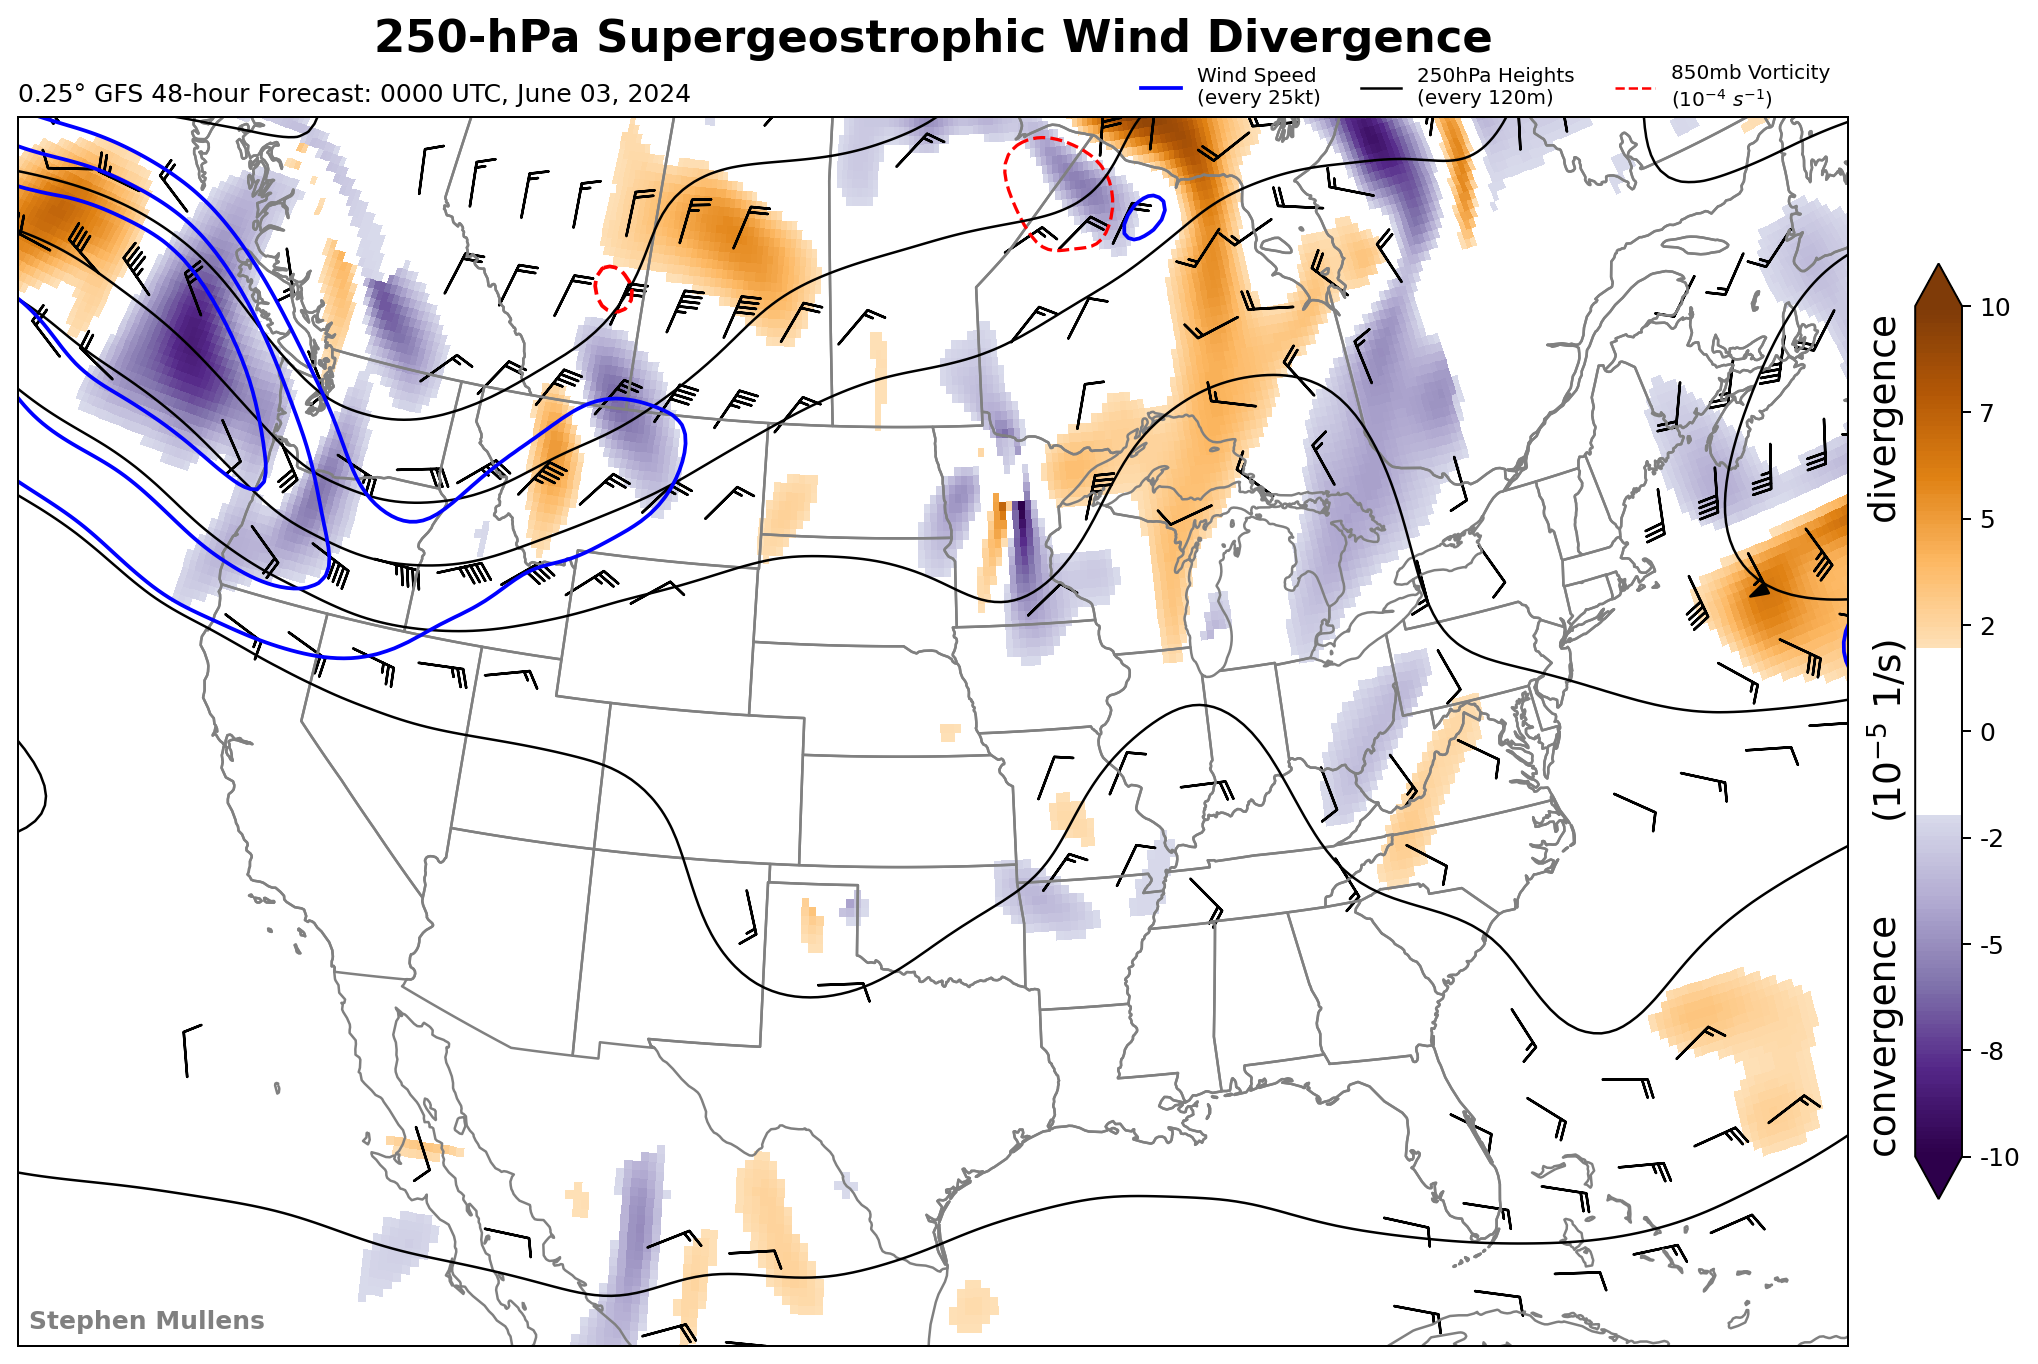 250-hPa Supergeostrophic Wind Divergence
0.25° GFS 48-hour Forecast: 0000 UTC, June 03, 2024
Wind Speed
(every 25kt)
250hPa Heights
(every 120m)
850mb Vorticity
(10⁻⁴ s⁻¹)
10
7
5
2
0
-2
-5
-8
-10
convergence (10⁻⁵ 1/s) divergence
Stephen Mullens